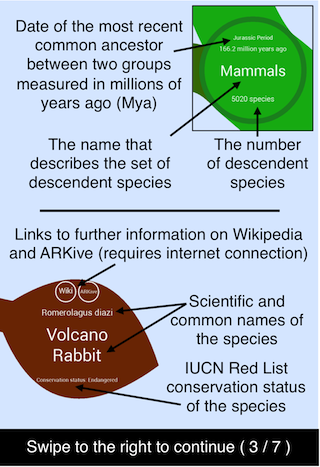 Date of the most recent
common ancestor
between two groups
measured in millions of
years ago (Mya)
Jurassic Period
166.2 million years ago
Mammals
5020 species
The name that
describes the set of
descendent species
The number
of descendent
species
Links to further information on Wikipedia
and ARKive (requires internet connection)
Wiki
ARKive
Romerolagus diazi
Volcano
Rabbit
Conservation status: Endangered
Scientific and
common names of
the species
IUCN Red List
conservation status
of the species
Swipe to the right to continue ( 3 / 7 )